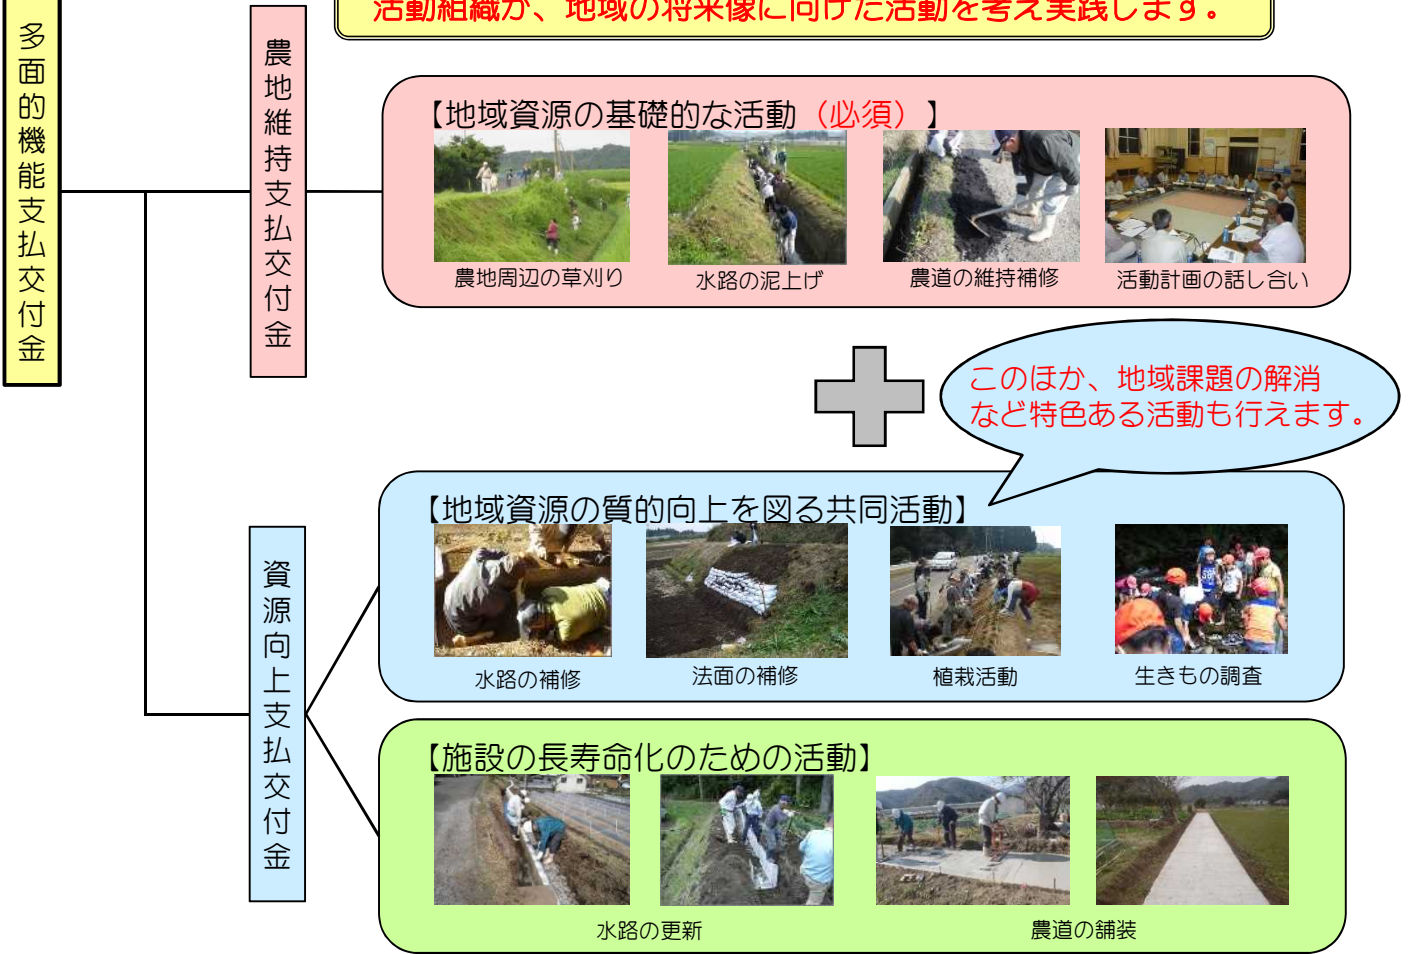 活動組織が、地域の将来像に向けた活動を考え実践します。
多面的機能支払交付金
農地維持支払交付金
【地域資源の基礎的な活動（必須）】
農地周辺の草刈り
水路の泥上げ
農道の維持補修
活動計画の話し合い
このほか、地域課題の解消
など特色ある活動も行えます。
資源向上支払交付金
【地域資源の質的向上を図る共同活動】
水路の補修
法面の補修
植栽活動
生きもの調査
【施設の長寿命化のための活動】
水路の更新
農道の舗装